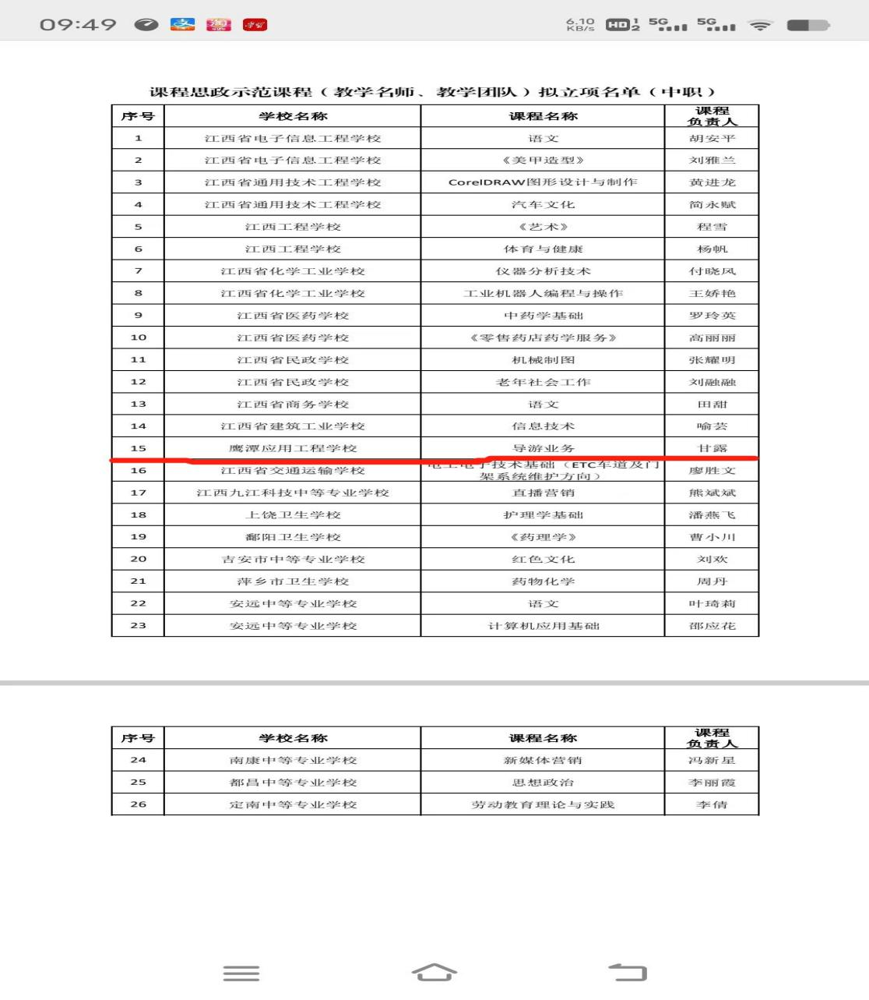 09:49
6.10 KB/s HD 1 2 5G 5G
课程思政示范课程（教学名师、教学团队）拟立项名单（中职）
序号 学校名称 课程名称 课程负责人
1 江西省电子信息工程学校 语文 胡安平
2 江西省电子信息工程学校 《美甲造型》 刘雅兰
3 江西省通用技术工程学校 CorelDRAW图形设计与制作 黄进龙
4 江西省通用技术工程学校 汽车文化 简永赋
5 江西工程学校 《艺术》 程雪
6 江西工程学校 体育与健康 杨帆
7 江西省化学工业学校 仪器分析技术 付晓凤
8 江西省化学工业学校 工业机器人编程与操作 王娇艳
9 江西省医药学校 中药学基础 罗玲英
10 江西省医药学校 《零售药店药学服务》 高丽丽
11 江西省民政学校 机械制图 张耀明
12 江西省民政学校 老年社会工作 刘融融
13 江西省商务学校 语文 田甜
14 江西省建筑工业学校 信息技术 喻芸
15 鹰潭应用工程学校 导游业务 甘露
16 江西省交通运输学校 电工电子技术基础（ETC车道及门架系统维护方向） 廖胜文
17 江西九江科技中等专业学校 直播营销 熊斌斌
18 上饶卫生学校 护理学基础 潘燕飞
19 鄱阳卫生学校 《药理学》 曹小川
20 吉安市中等专业学校 红色文化 刘欢
21 萍乡市卫生学校 药物化学 周丹
22 安远中等专业学校 语文 叶琦莉
23 安远中等专业学校 计算机应用基础 邵应花
序号 学校名称 课程名称 课程负责人
24 南康中等专业学校 新媒体营销 冯新星
25 都昌中等专业学校 思想政治 李丽霞
26 定南中等专业学校 劳动教育理论与实践 李倩